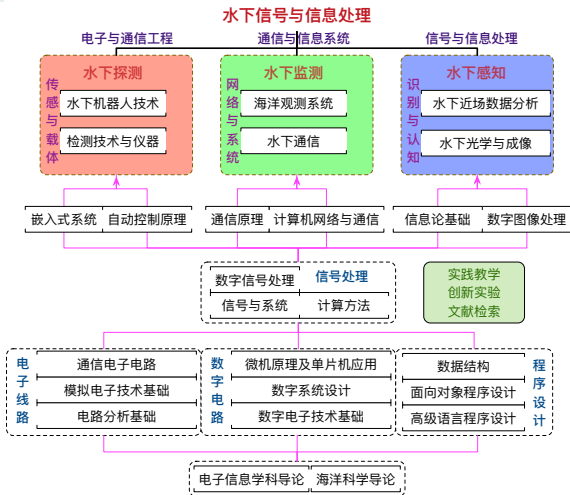 水下信号与信息处理
电子与通信工程
通信与信息系统
信号与信息处理
水下探测
传感与载体
水下机器人技术
检测技术与仪器
水下监测
网络与系统
海洋观测系统
水下通信
水下感知
识别与认知
水下近场数据分析
水下光学与成像
嵌入式系统
自动控制原理
通信原理
计算机网络与通信
信息论基础
数字图像处理
数字信号处理
信号处理
信号与系统
计算方法
实践教学
创新实验
文献检索
电子线路
通信电子电路
模拟电子技术基础
电路分析基础
数字电路
微机原理及单片机应用
数字系统设计
数字电子技术基础
数据结构
面向对象程序设计
高级语言程序设计
程序设计
电子信息学科导论
海洋科学导论